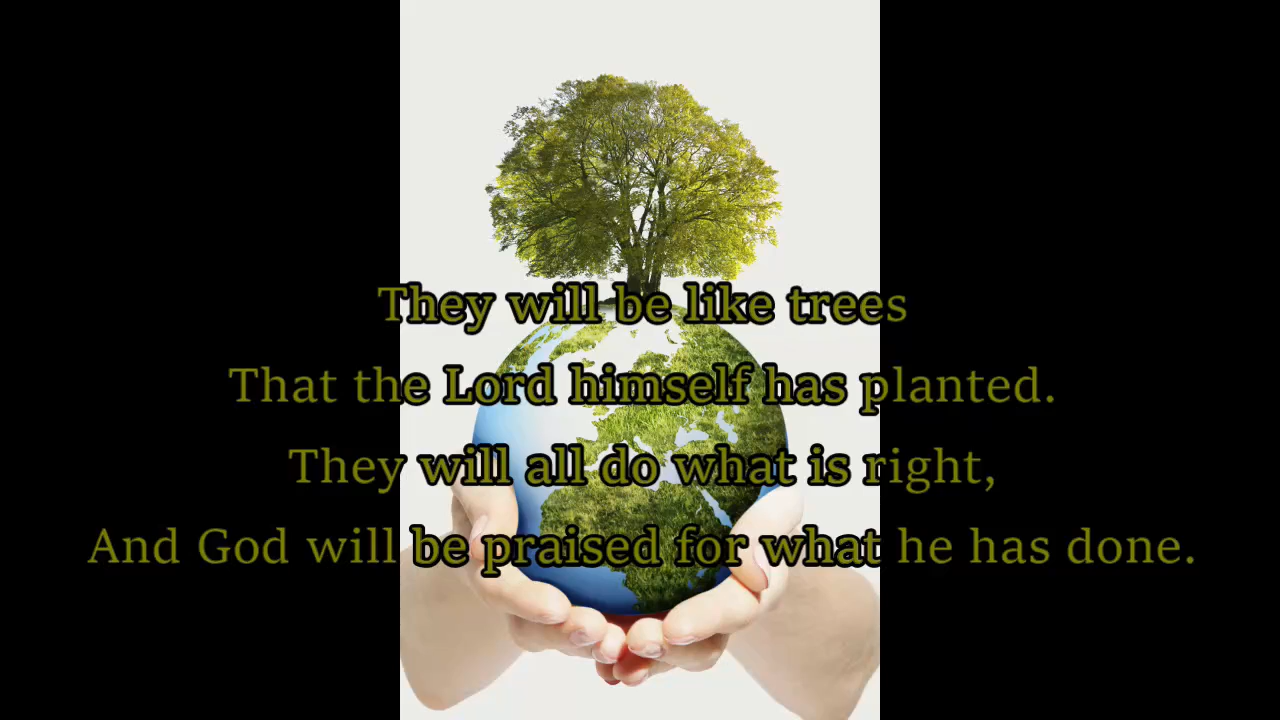 They will be like trees
That the Lord himself has planted.
They will all do what is right,
And God will be praised for what he has done.